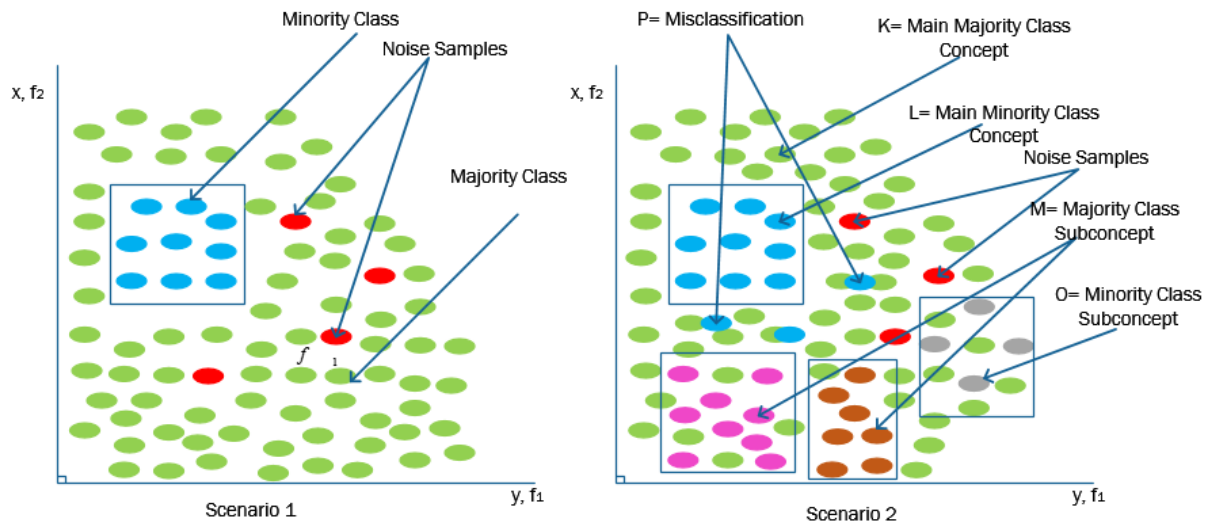 Minority Class
Noise Samples
x, f2
Majority Class
f
1
y, f1
Scenario 1
P= Misclassification
K= Main Majority Class
Concept
x, f2
L= Main Minority Class
Concept
Noise Samples
M= Majority Class
Subconcept
O= Minority Class
Subconcept
y, f1
Scenario 2